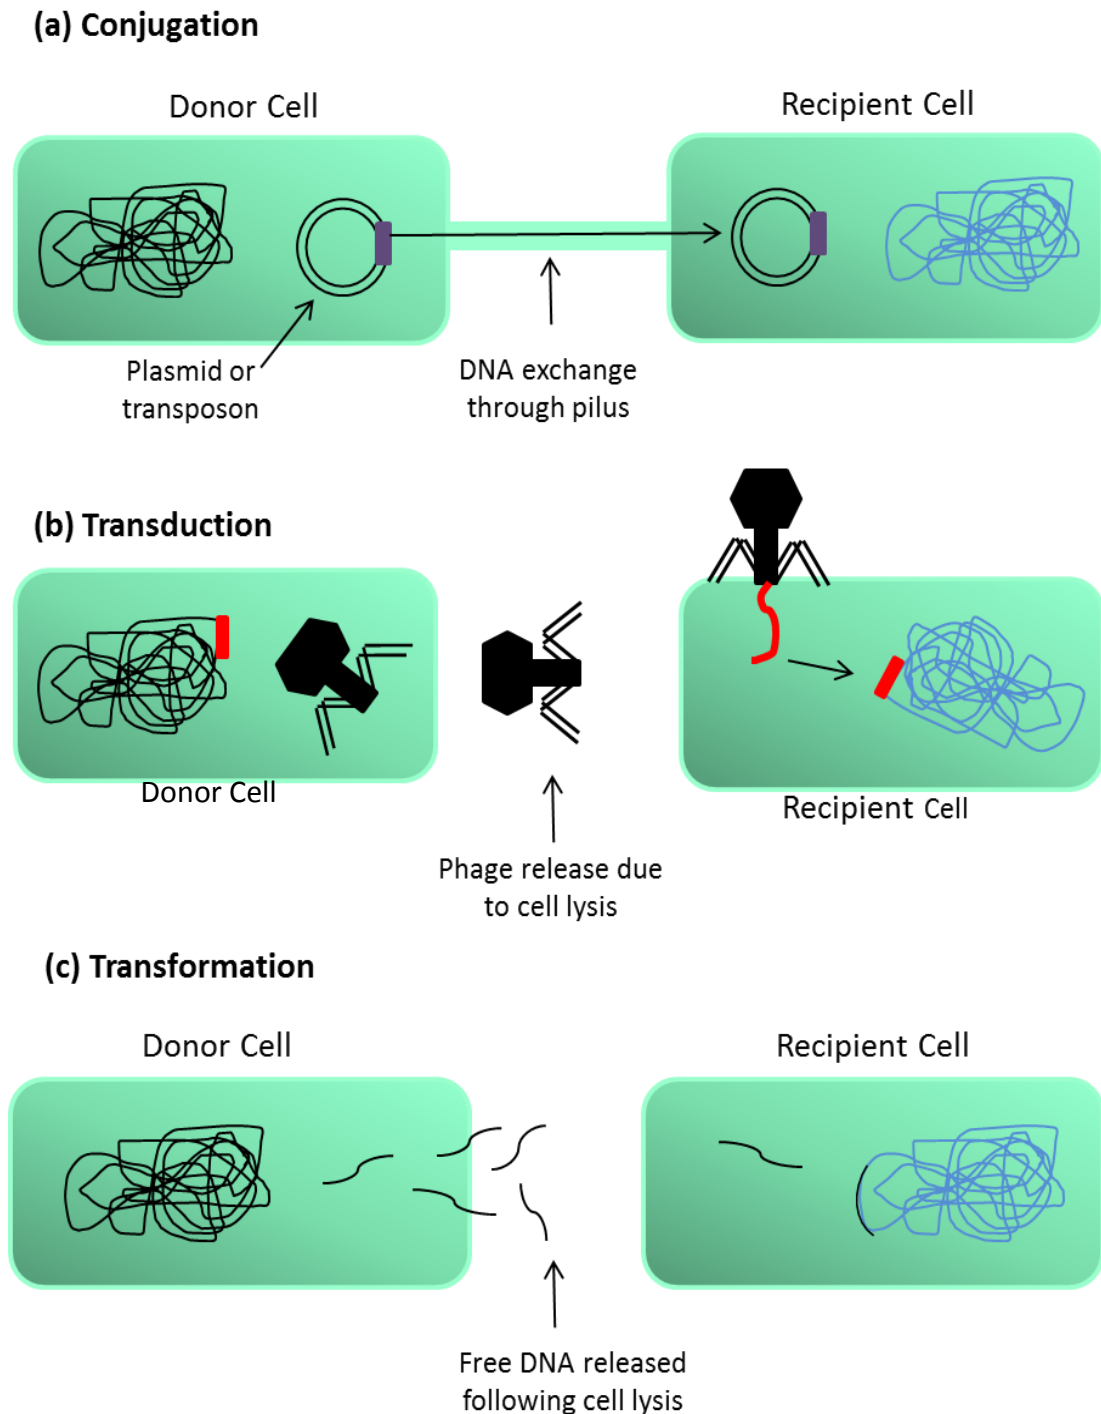 (a) Conjugation
Donor Cell
Recipient Cell
Plasmid or
transposon
DNA exchange
through pilus
(b) Transduction
Donor Cell
Recipient Cell
Phage release due
to cell lysis
(c) Transformation
Donor Cell
Recipient Cell
Free DNA released
following cell lysis